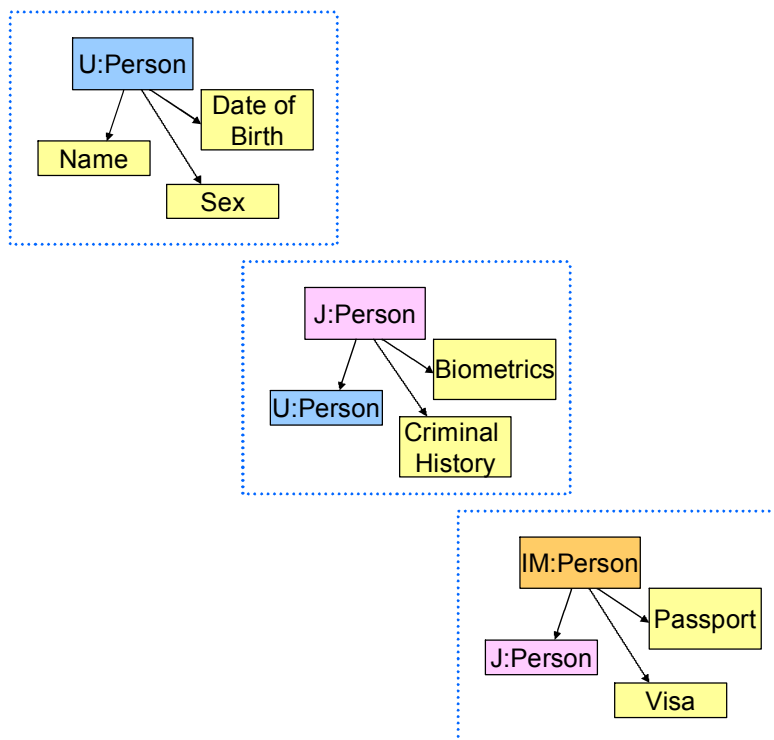 U:Person
Date of
Birth
Name
Sex
J:Person
Biometrics
U:Person
Criminal
History
IM:Person
Passport
J:Person
Visa